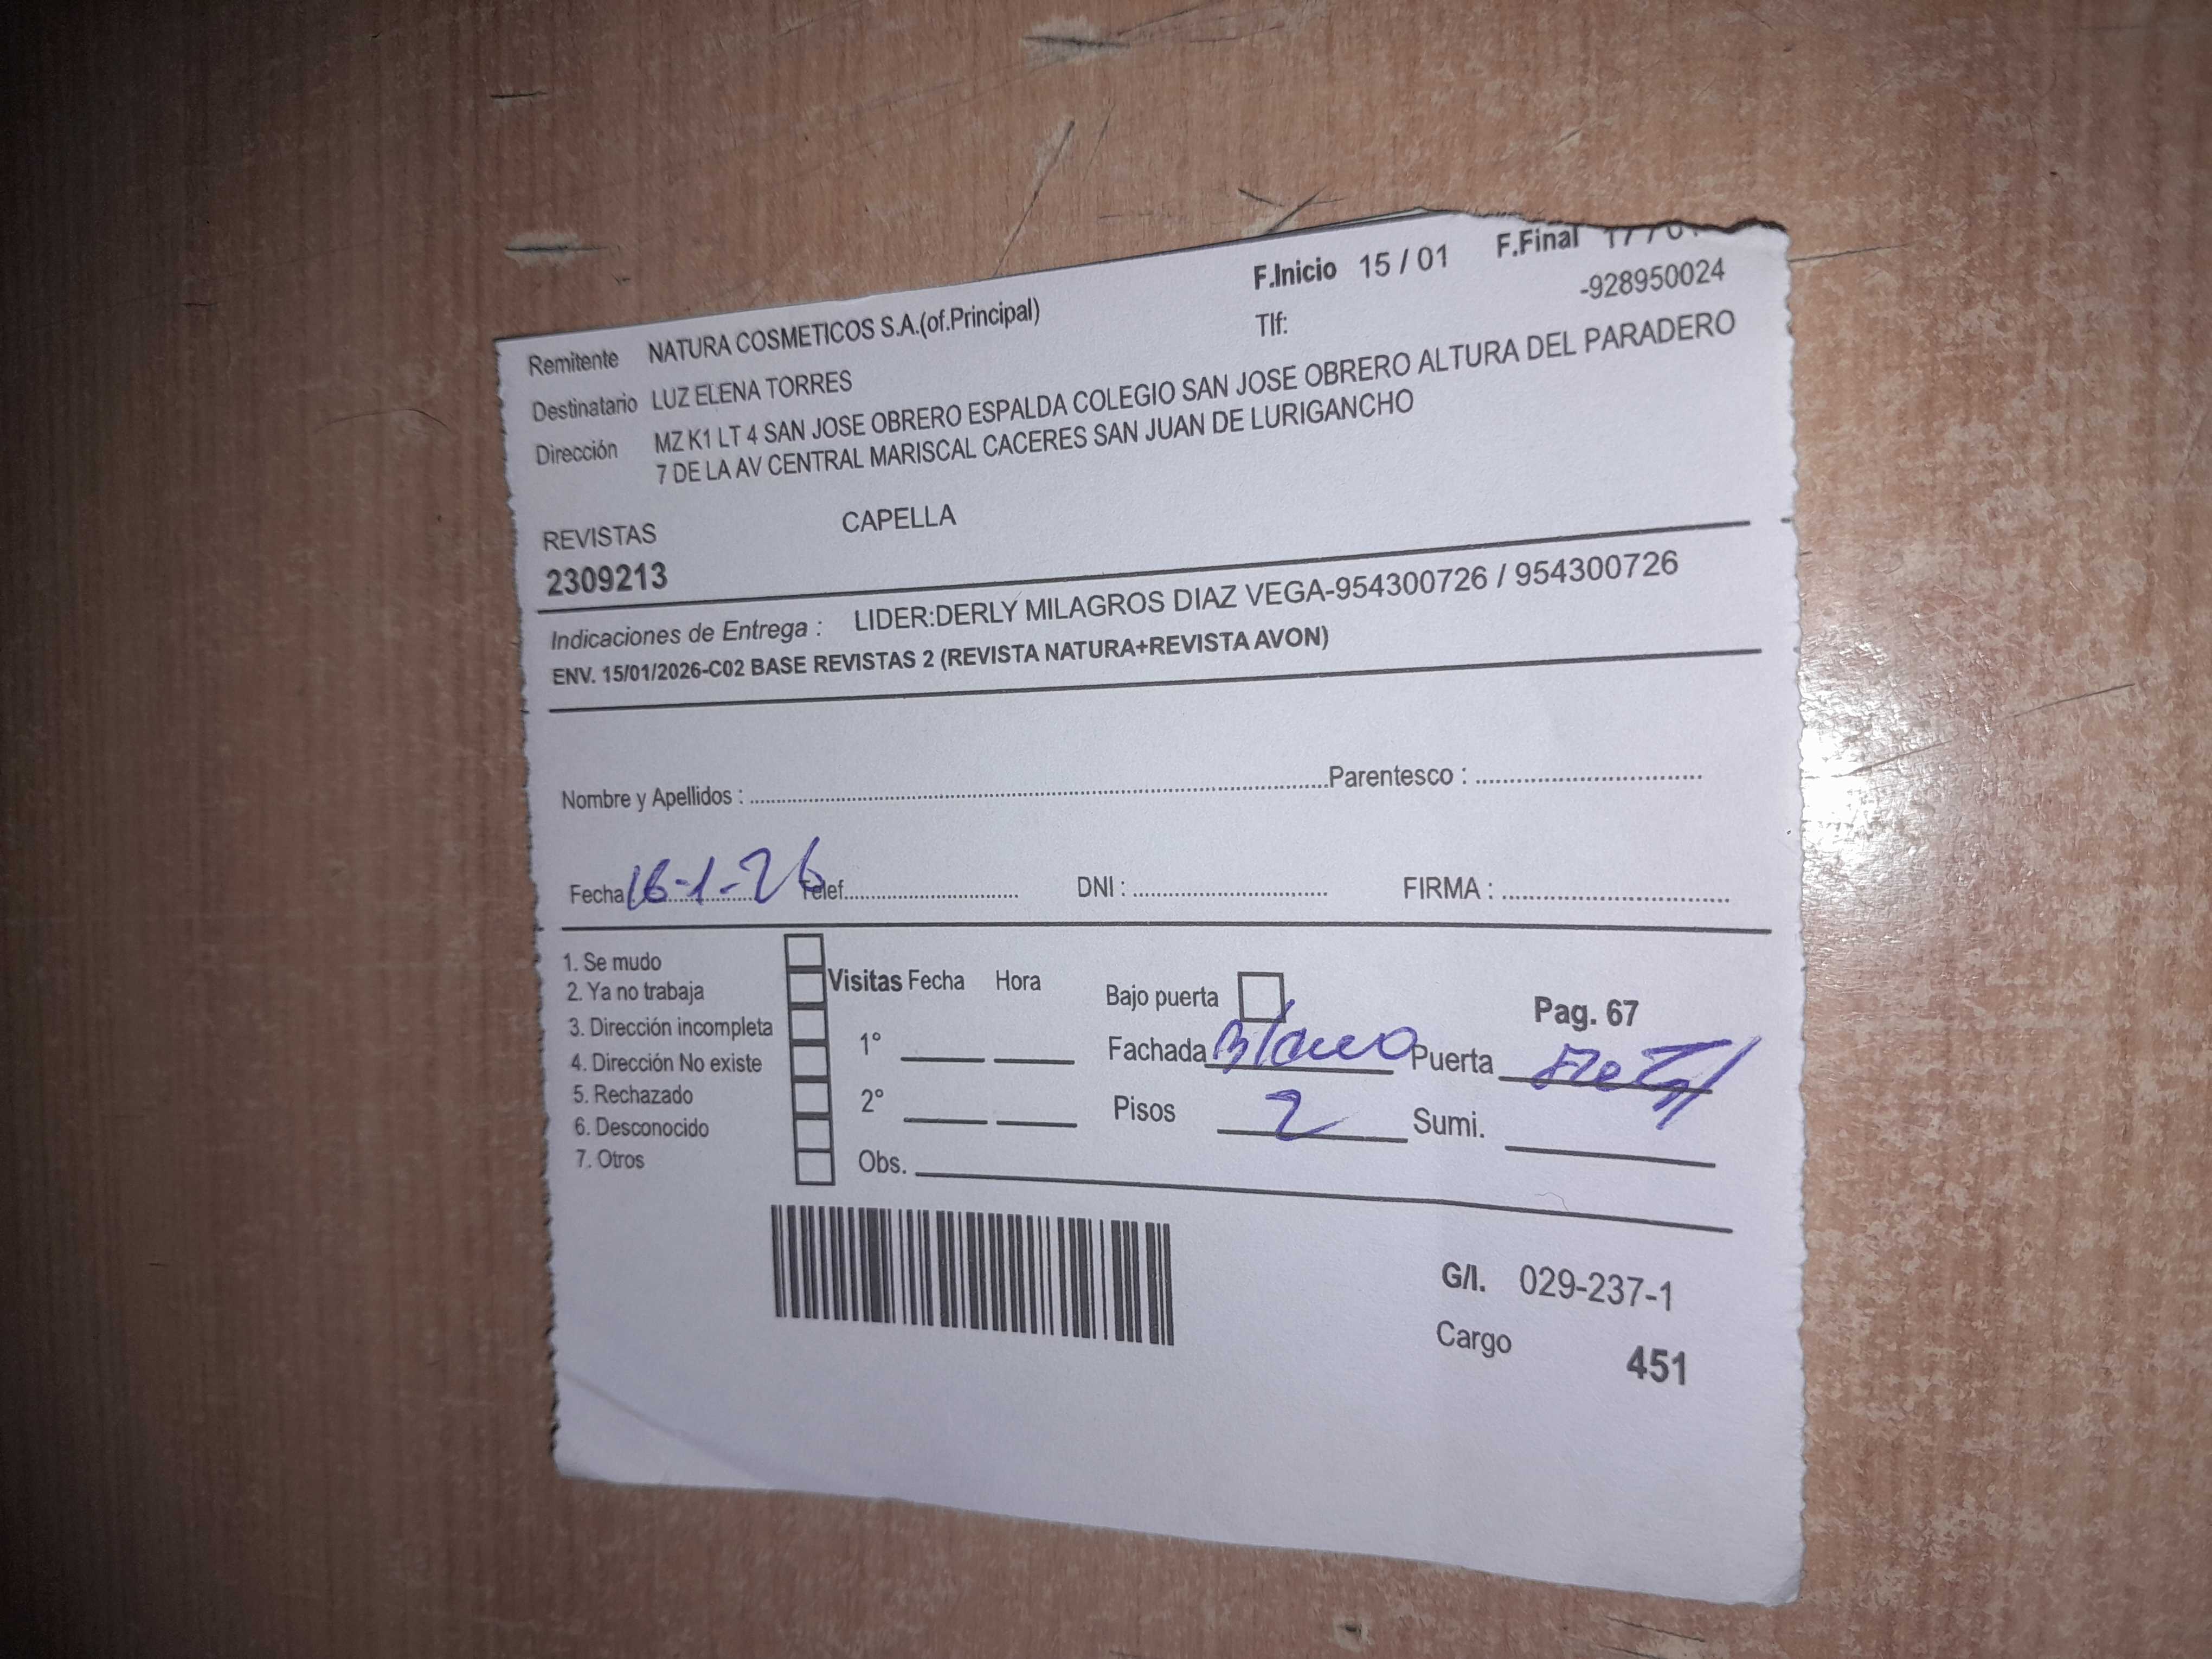 F.Inicio 15 / 01 F.Final 17 / 01
Remitente NATURA COSMETICOS S.A.(of.Principal) Tlf: -928950024
Destinatario LUZ ELENA TORRES
Dirección MZ K1 LT 4 SAN JOSE OBRERO ESPALDA COLEGIO SAN JOSE OBRERO ALTURA DEL PARADERO
7 DE LA AV CENTRAL MARISCAL CACERES SAN JUAN DE LURIGANCHO
REVISTAS CAPELLA
2309213
Indicaciones de Entrega : LIDER:DERLY MILAGROS DIAZ VEGA-954300726 / 954300726
ENV. 15/01/2026-C02 BASE REVISTAS 2 (REVISTA NATURA+REVISTA AVON)
Nombre y Apellidos : Parentesco :
Fecha 16-1-26 Telef. DNI : FIRMA :
1. Se mudo
2. Ya no trabaja
3. Dirección incompleta
4. Dirección No existe
5. Rechazado
6. Desconocido
7. Otros
Visitas Fecha Hora
1°
2°
Obs.
Bajo puerta Pag. 67
Fachada Blanco Puerta Metal
Pisos 2 Sumi.
G/I. 029-237-1
Cargo 451